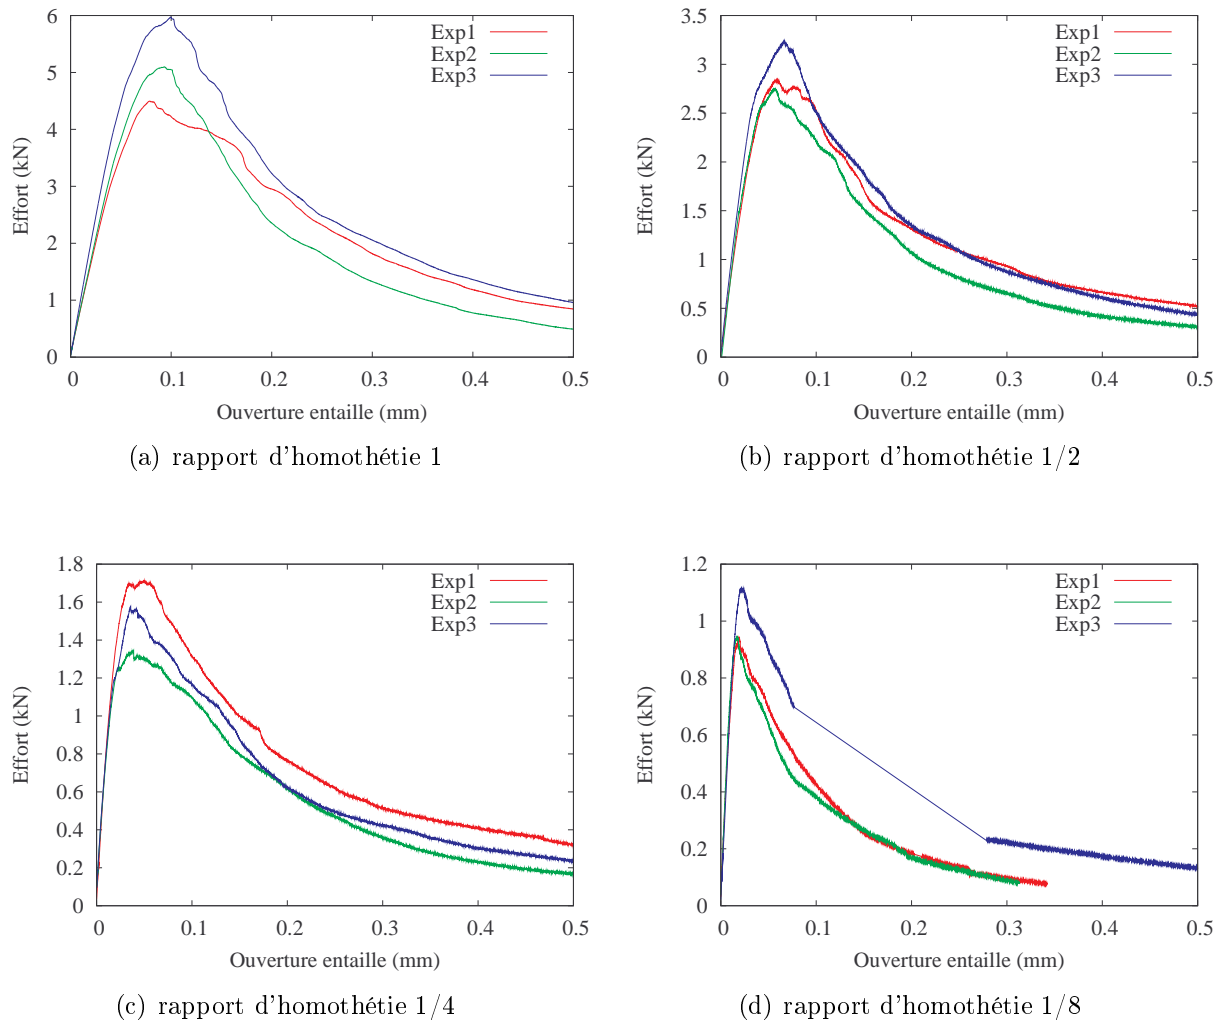 6
5
4
3
2
1
0
Effort (kN)
Exp1
Exp2
Exp3
0 0.1 0.2 0.3 0.4 0.5
Ouverture entaille (mm)
(a) rapport d'homothétie 1
3.5
3
2.5
2
1.5
1
0.5
0
Effort (kN)
Exp1
Exp2
Exp3
0 0.1 0.2 0.3 0.4 0.5
Ouverture entaille (mm)
(b) rapport d'homothétie 1/2
1.8
1.6
1.4
1.2
1
0.8
0.6
0.4
0.2
0
Effort (kN)
Exp1
Exp2
Exp3
0 0.1 0.2 0.3 0.4 0.5
Ouverture entaille (mm)
(c) rapport d'homothétie 1/4
1.2
1
0.8
0.6
0.4
0.2
0
Effort (kN)
Exp1
Exp2
Exp3
0 0.1 0.2 0.3 0.4 0.5
Ouverture entaille (mm)
(d) rapport d'homothétie 1/8